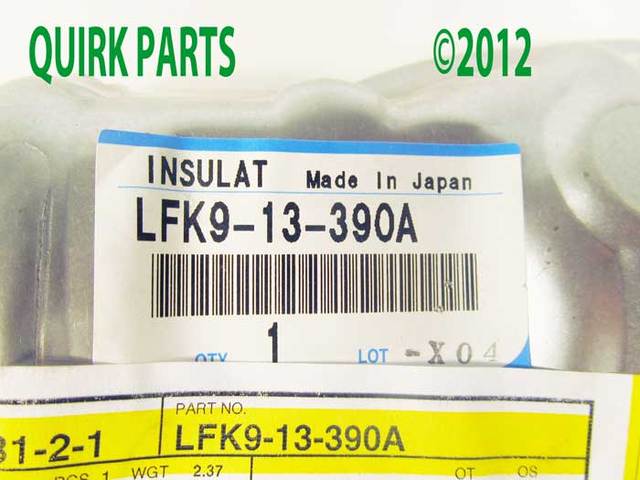 QUIRK PARTS ©2012
INSULAT Made In Japan
LFK9-13-390A
QTY 1 LOT -X04
PART NO.
31-2-1 LFK9-13-390A
PCS 1 WGT 2.37 OT OS